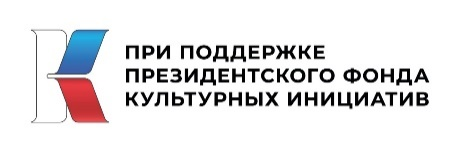 ПРИ ПОДДЕРЖКЕ
ПРЕЗИДЕНТСКОГО ФОНДА
КУЛЬТУРНЫХ ИНИЦИАТИВ